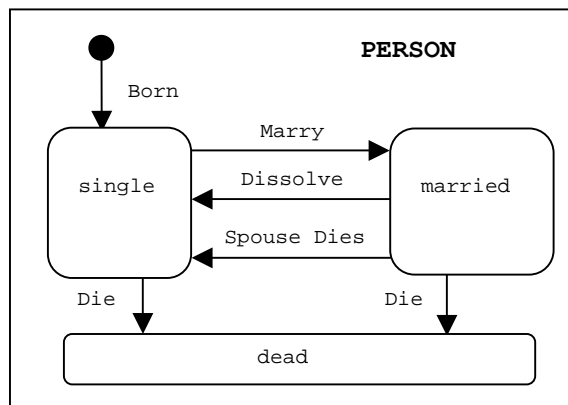 PERSON
Born
Marry
single
Dissolve
married
Spouse Dies
Die
Die
dead